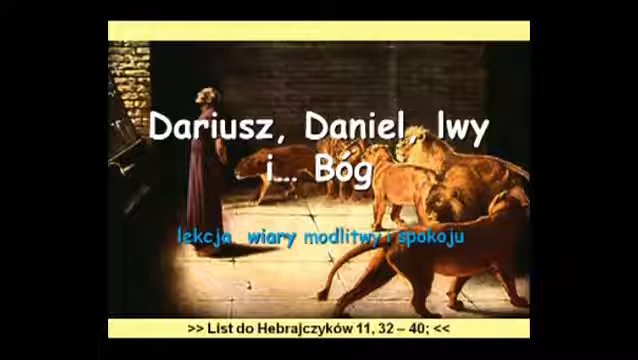 Dariusz, Daniel, lwy
i... Bóg
lekcja wiary modlitwy i spokoju
>> List do Hebrajczyków 11, 32 – 40; <<